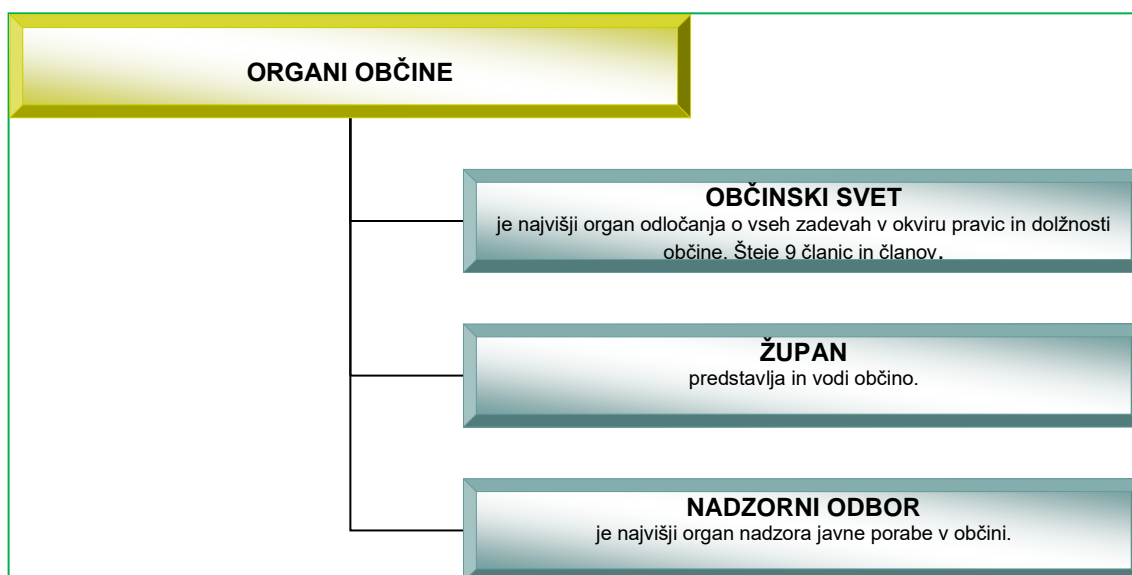 ORGANI OBČINE
OBČINSKI SVET
je najvišji organ odločanja o vseh zadevah v okviru pravic in dolžnosti
občine. Šteje 9 članic in članov.
ŽUPAN
predstavlja in vodi občino.
NADZORNI ODBOR
je najvišji organ nadzora javne porabe v občini.